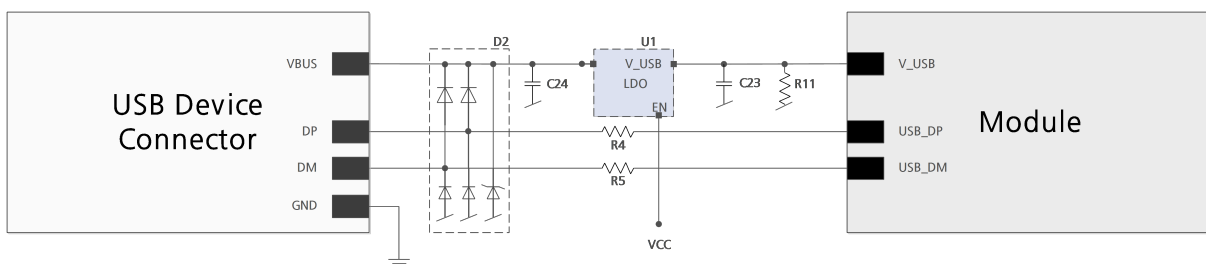 USB Device
Connector
VBUS
DP
DM
GND
D2
C24
U1
V_USB
LDO
EN
C23
R11
R4
R5
VCC
V_USB
USB_DP
USB_DM
Module